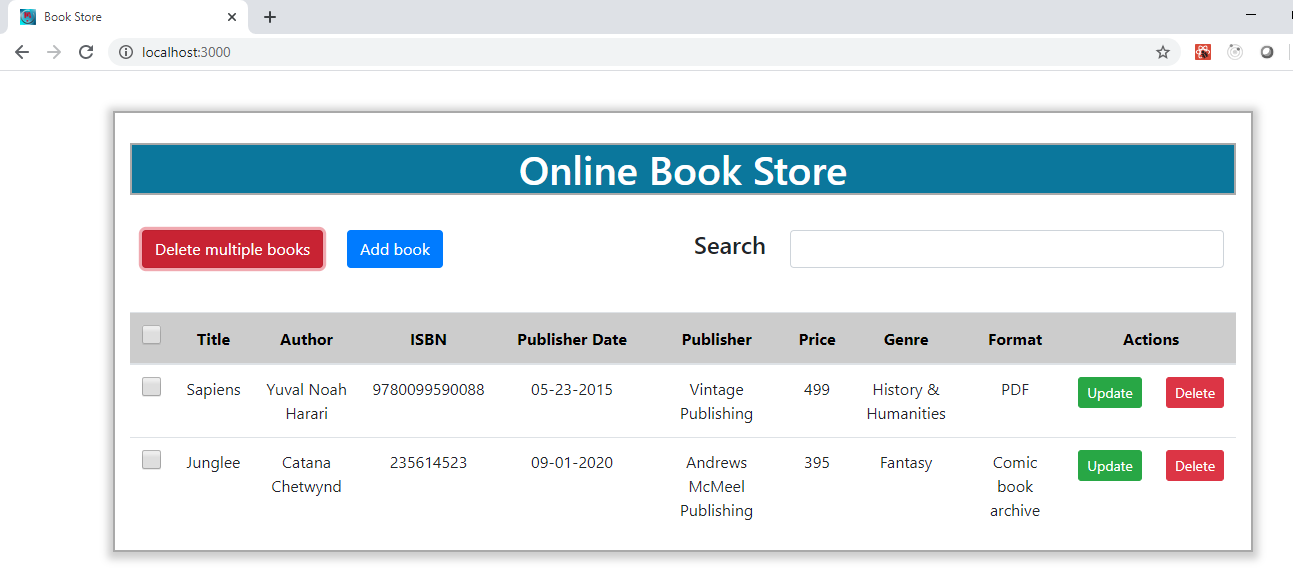 Book Store
localhost:3000
Online Book Store
Delete multiple books Add book Search
Title Author ISBN Publisher Date Publisher Price Genre Format Actions
Sapiens Yuval Noah 9780099590088 05-23-2015 Vintage 499 History & PDF Update Delete
Harari Publishing Humanities
Junglee Catana 235614523 09-01-2020 Andrews 395 Fantasy Comic Update Delete
Chetwynd McMeel book
Publishing archive